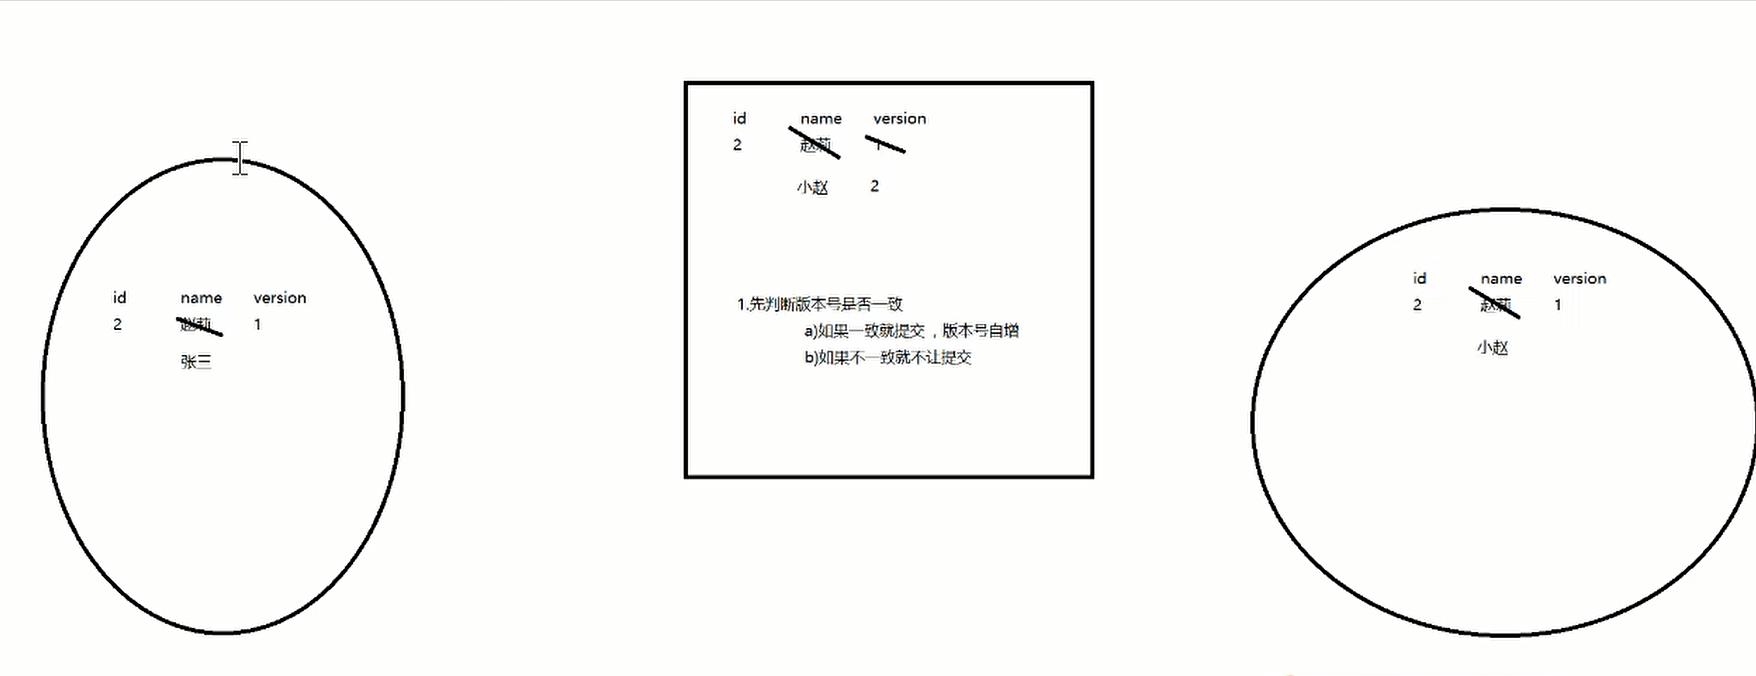 id name version
2 赵莉 1
张三
id name version
2 赵莉 1
小赵 2
1.先判断版本号是否一致
a)如果一致就提交，版本号自增
b)如果不一致就不让提交
id name version
2 赵莉 1
小赵